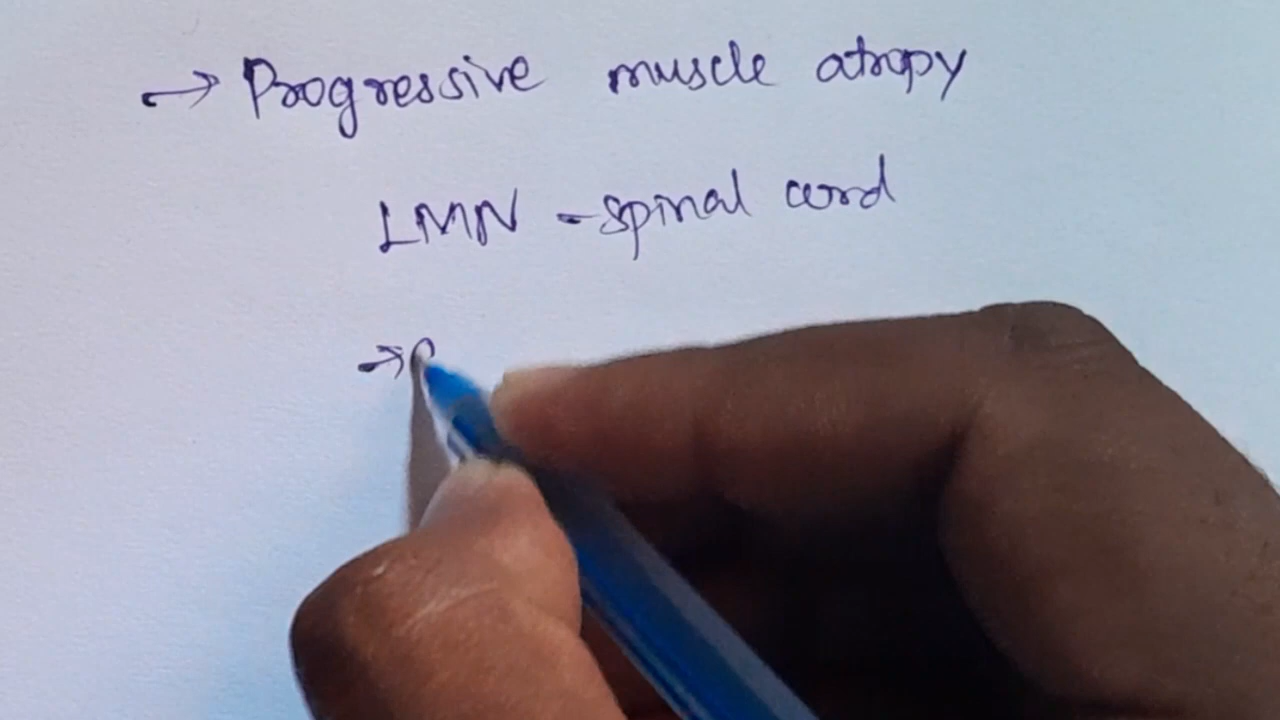 → Progressive muscle atropy
LMN - spinal cord
→